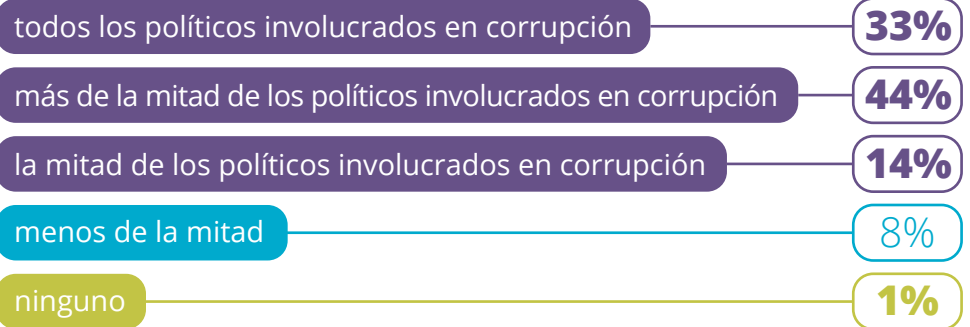 todos los políticos involucrados en corrupción 33%
más de la mitad de los políticos involucrados en corrupción 44%
la mitad de los políticos involucrados en corrupción 14%
menos de la mitad 8%
ninguno 1%